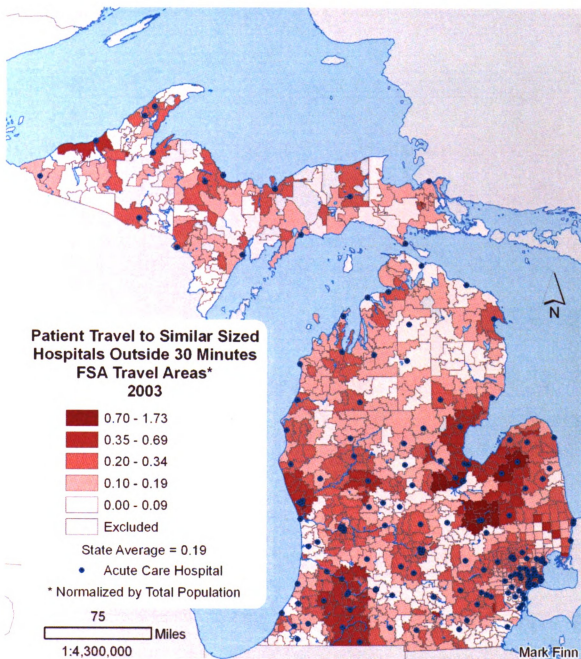 N
Patient Travel to Similar Sized
Hospitals Outside 30 Minutes
FSA Travel Areas*
2003
0.70 - 1.73
0.35 - 0.69
0.20 - 0.34
0.10 - 0.19
0.00 - 0.09
Excluded
State Average = 0.19
Acute Care Hospital
* Normalized by Total Population
75
Miles
1:4,300,000
Mark Finn